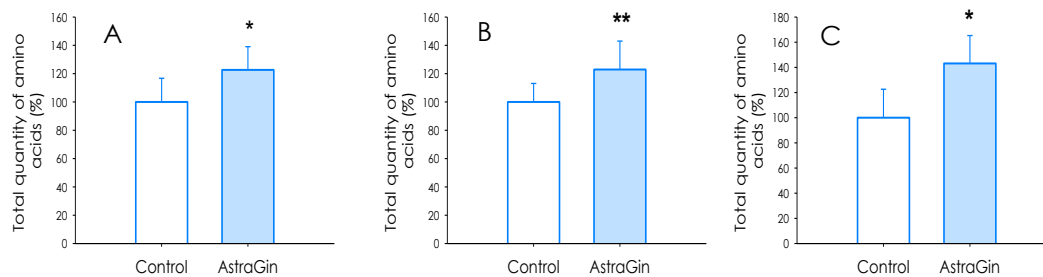 Total quantity of amino
acids (%)
160
140
120
100
80
60
40
20
0
A
*
Control AstraGin
Total quantity of amino
acids (%)
160
140
120
100
80
60
40
20
0
B
**
Control AstraGin
Total quantity of amino
acids (%)
180
160
140
120
100
80
60
40
20
0
C
*
Control AstraGin